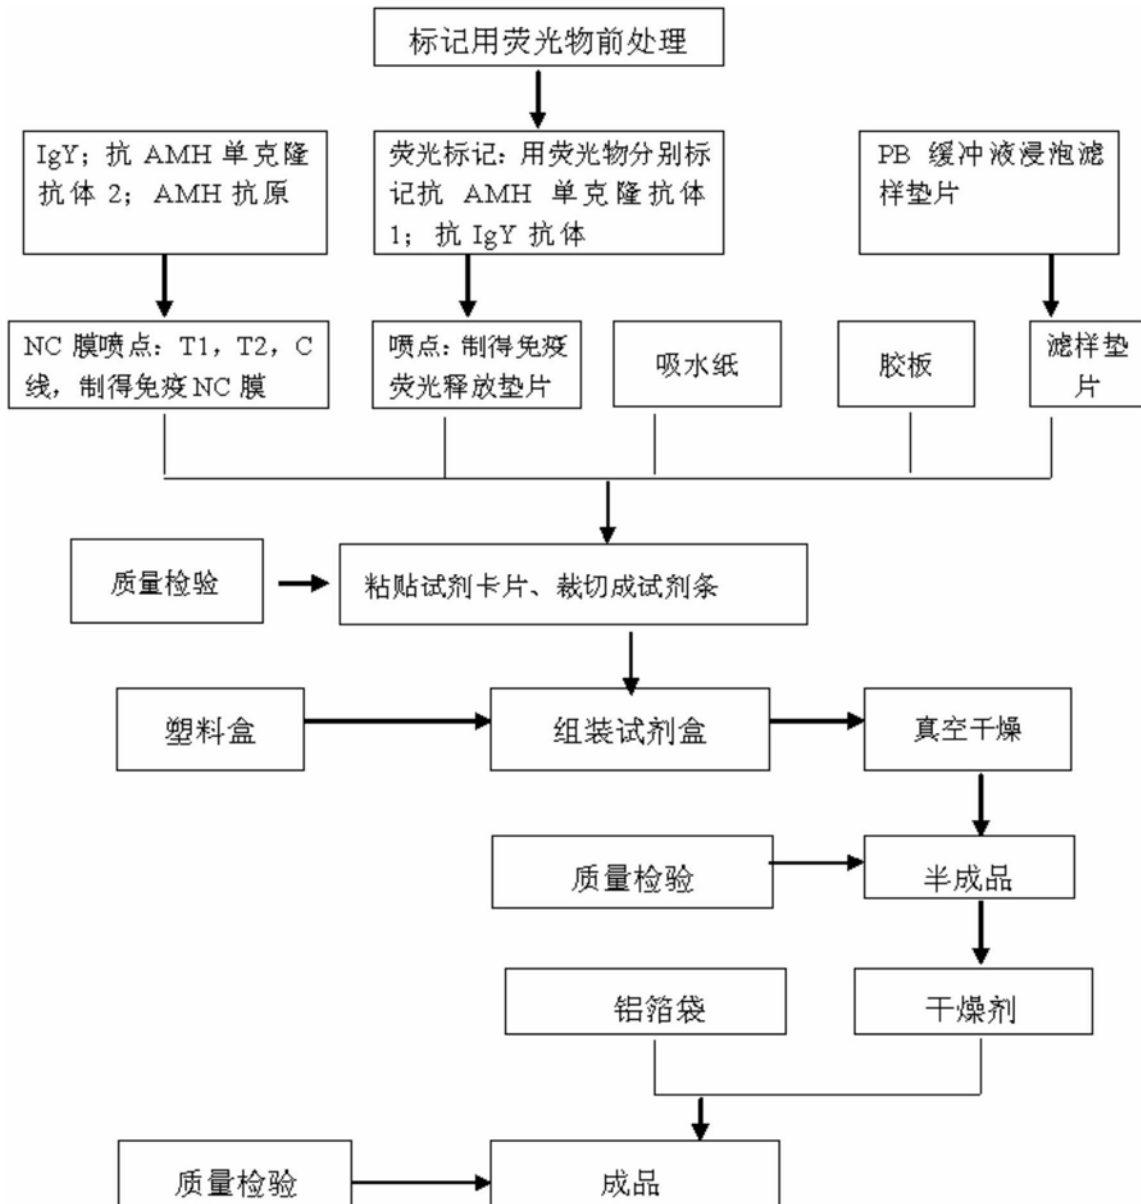 标记用荧光物前处理
IgY；抗 AMH 单克隆
抗体 2； AMH 抗原
荧光标记：用荧光物分别标
记抗 AMH 单克隆抗体
1； 抗 IgY 抗体
PB 缓冲液浸泡滤
样垫片
NC 膜喷点：T1，T2，C
线，制得免疫 NC 膜
喷点：制得免疫
荧光释放垫片
吸水纸
胶板
滤样垫
片
质量检验
粘贴试剂卡片、裁切成试剂条
塑料盒
组装试剂盒
真空干燥
质量检验
半成品
铝箔袋
干燥剂
质量检验
成品